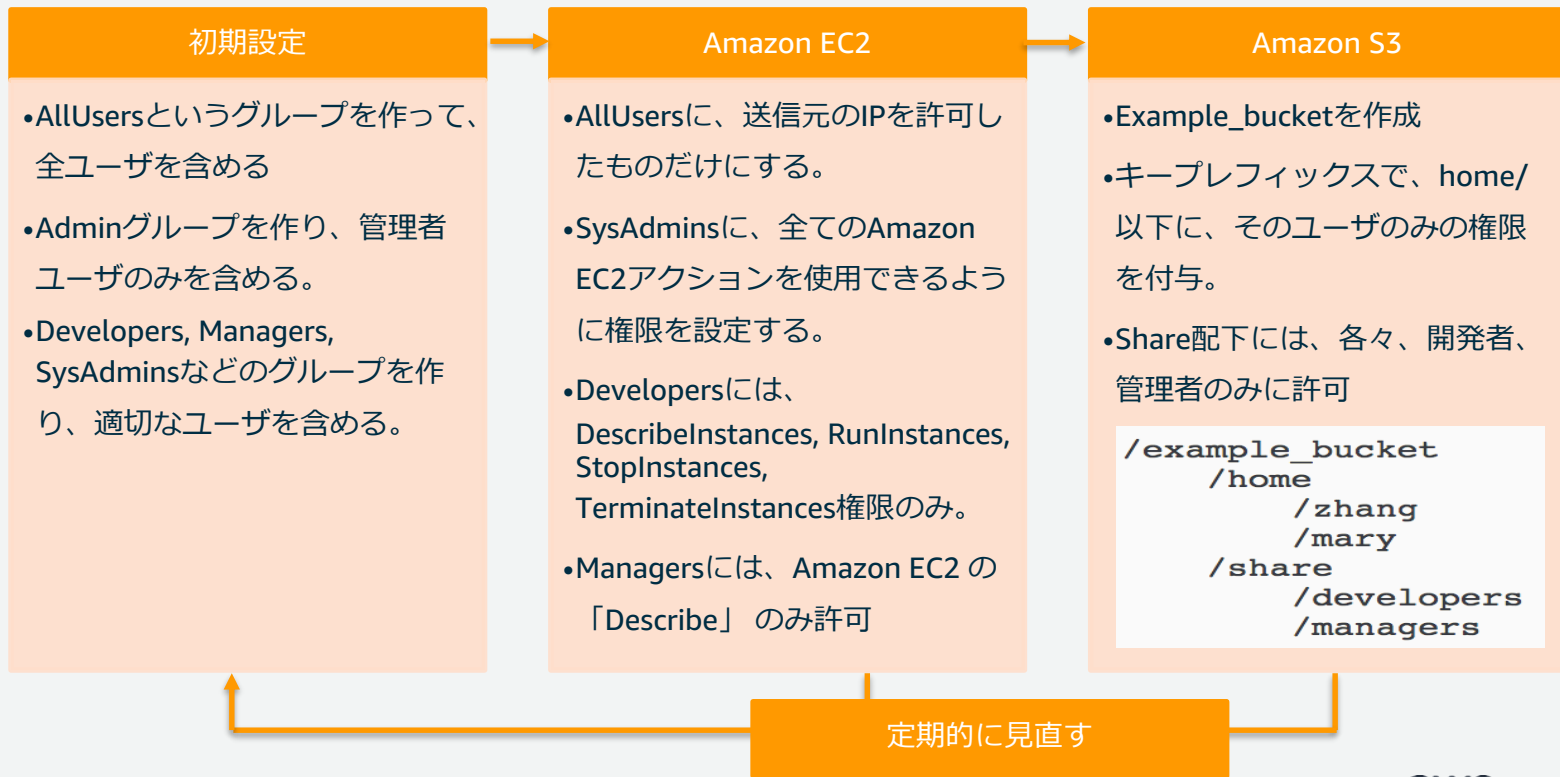 初期設定
•AllUsersというグループを作って、
全ユーザを含める
•Adminグループを作り、管理者
ユーザのみを含める。
•Developers, Managers,
SysAdminsなどのグループを作
り、適切なユーザを含める。
Amazon EC2
•AllUsersに、送信元のIPを許可し
たものだけにする。
•SysAdminsに、全てのAmazon
EC2アクションを使用できるよう
に権限を設定する。
•Developersには、
DescribeInstances, RunInstances,
StopInstances,
TerminateInstances権限のみ。
•Managersには、Amazon EC2 の
「Describe」 のみ許可
Amazon S3
•Example_bucketを作成
•キープレフィックスで、home/
以下に、そのユーザのみの権限
を付与。
•Share配下には、各々、開発者、
管理者のみに許可
/example_bucket
/home
/zhang
/mary
/share
/developers
/managers
定期的に見直す